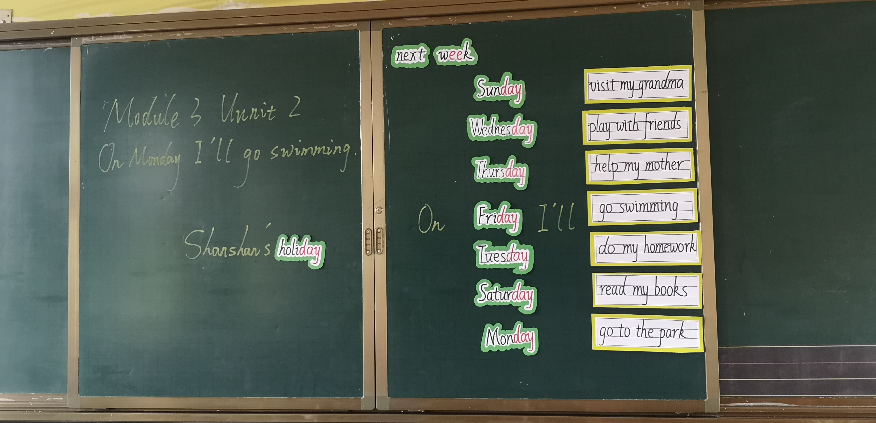 Module 3 Unit 2
On Monday I'll go swimming.
Shanshan's holiday
next week
Sunday visit my grandma
Wednesday play with friends
Thursday help my mother
On Friday I'll go swimming
Tuesday do my homework
Saturday read my books
Monday go to the park